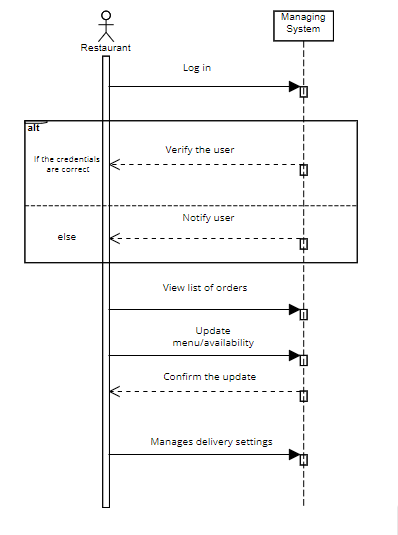 Managing
System
Restaurant
Log in
alt
Verify the user
If the credentials
are correct
Notify user
else
View list of orders
Update
menu/availability
Confirm the update
Manages delivery settings